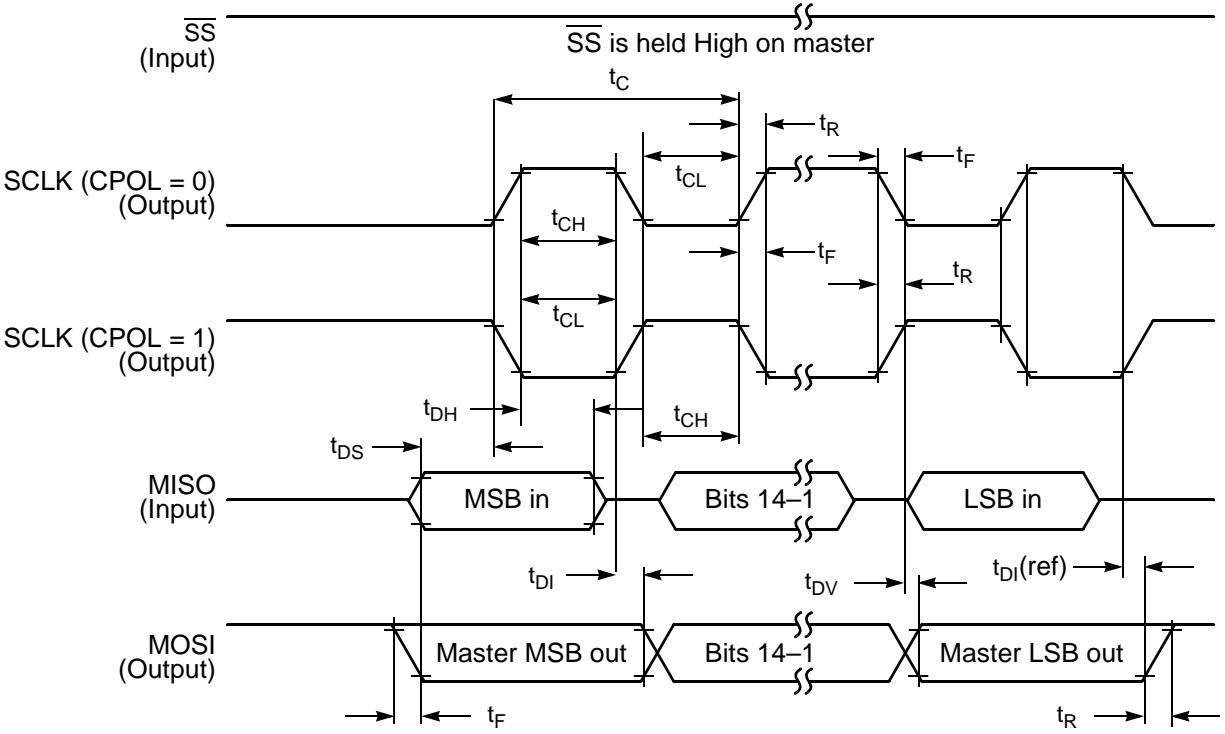 SS
(Input)
SS is held High on master
tC
tR
tF
SCLK (CPOL = 0)
(Output)
tCL
tCH
tF
tR
tCL
SCLK (CPOL = 1)
(Output)
tDH
tCH
tDS
MISO
(Input)
MSB in
Bits 14–1
LSB in
tDI
tDV
tDI(ref)
MOSI
(Output)
Master MSB out
Bits 14–1
Master LSB out
tF
tR